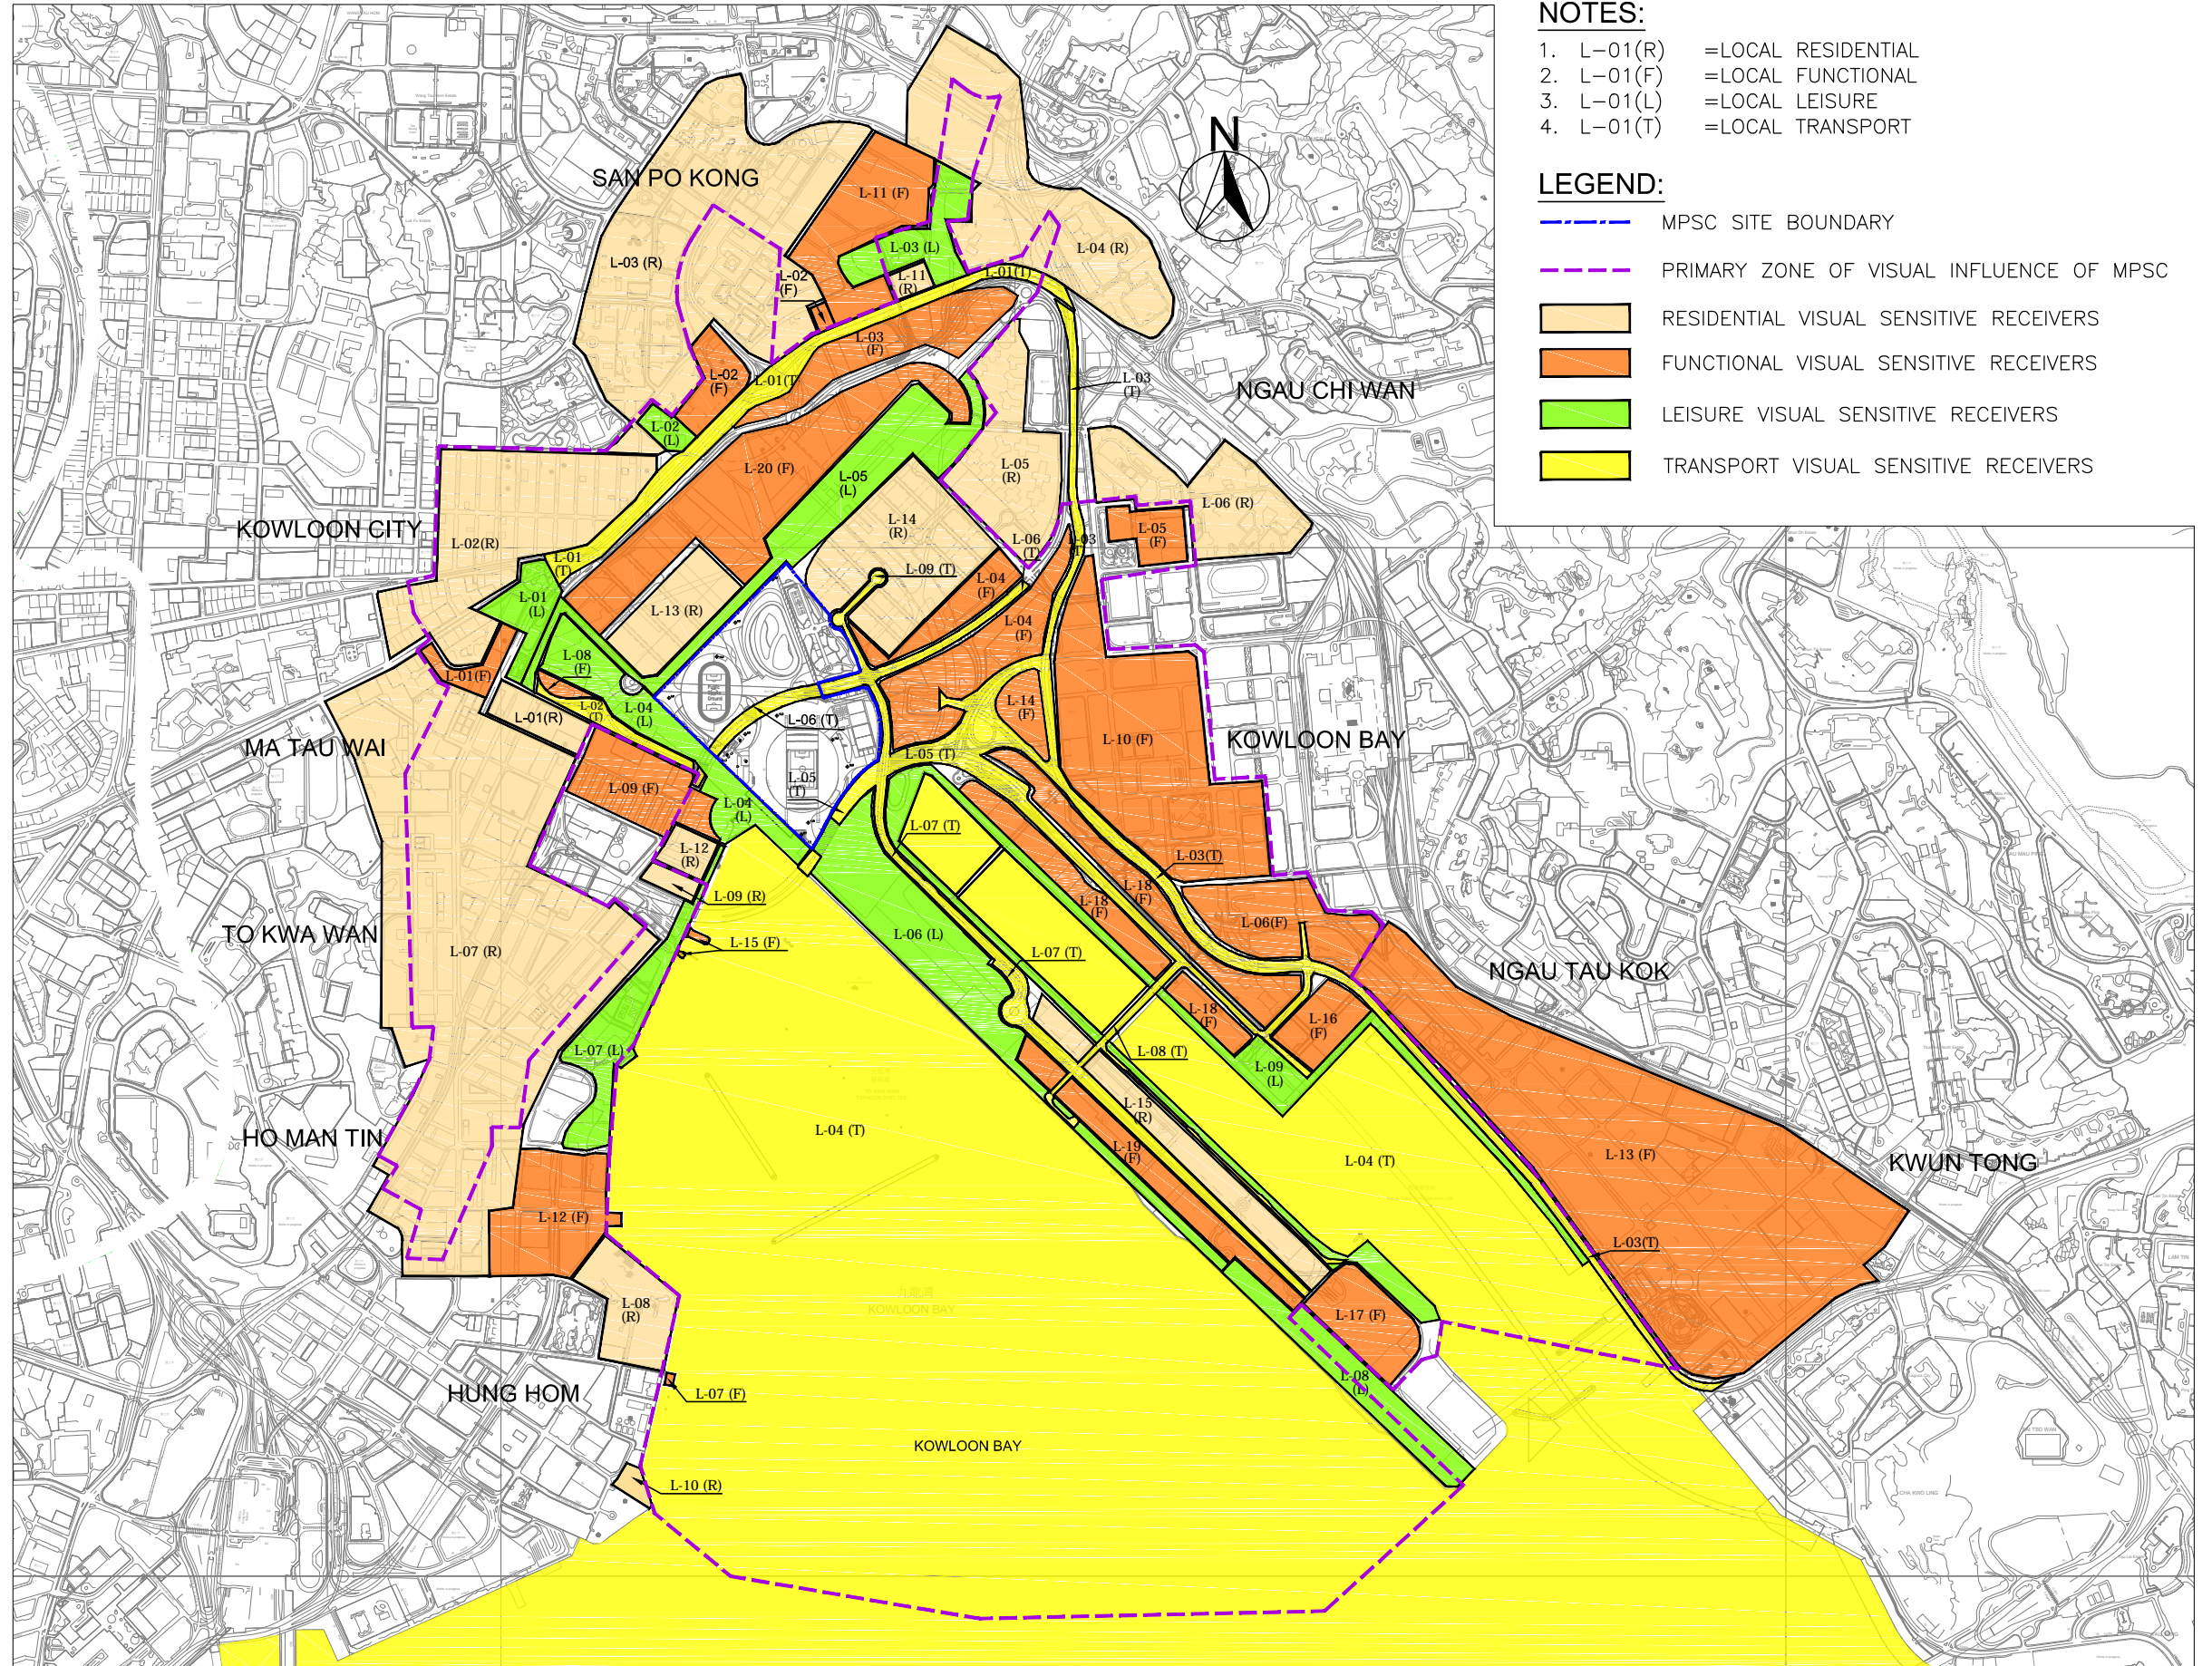 NOTES:
1. L-01(R) =LOCAL RESIDENTIAL
2. L-01(F) =LOCAL FUNCTIONAL
3. L-01(L) =LOCAL LEISURE
4. L-01(T) =LOCAL TRANSPORT
LEGEND:
MPSC SITE BOUNDARY
PRIMARY ZONE OF VISUAL INFLUENCE OF MPSC
RESIDENTIAL VISUAL SENSITIVE RECEIVERS
FUNCTIONAL VISUAL SENSITIVE RECEIVERS
LEISURE VISUAL SENSITIVE RECEIVERS
TRANSPORT VISUAL SENSITIVE RECEIVERS
N
SAN PO KONG
L-11 (F)
L-03 (R)
L-02
(F)
L-03 (L)
L-11
(R)
L-01(T)
L-04 (R)
L-03
(F)
L-02
(F)
L-01(T
L-03
(T)
NGAU CHI WAN
L-02
(L)
L-20 (F)
L-05
(L)
L-05
(R)
L-06 (R)
KOWLOON CITY
L-02(R)
L-14
(R)
L-06
(T)
L-03
(T)
L-05
(F)
L-01
(T)
L-09 (T)
L-04
(F)
L-01
(L)
L-13 (R)
L-04
(F)
L-08
(F)
L-01(F)
L-01(R)
L-02
(T)
L-04
(L)
L-06 (T)
L-14
(F)
L-10 (F)
KOWLOON BAY
MA TAU WAI
L-05 (T)
L-09 (F)
L-05
(T)
L-04
(L)
L-07 (T)
L-12
(R)
L-03(T)
L-09 (R)
L-18
(F)
L-18
(F)
L-06(F)
TO KWA WAN
L-15 (F)
L-06 (L)
L-07 (R)
L-07 (T)
NGAU TAU KOK
L-18
(F)
L-16
(F)
L-07 (L)
L-08 (T)
L-09
(L)
L-15
(R)
HO MAN TIN
L-04 (T)
L-19
(F)
L-04 (T)
L-13 (F)
KWUN TONG
L-12 (F)
L-03(T)
九龍灣
KOWLOON BAY
L-08
(R)
L-17 (F)
HUNG HOM
L-07 (F)
L-08
(L)
KOWLOON BAY
L-10 (R)